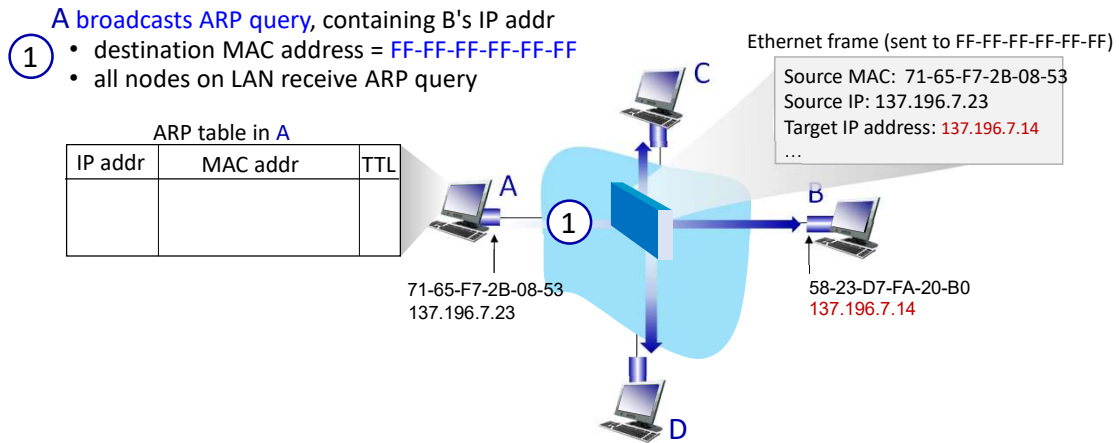 A broadcasts ARP query, containing B's IP addr
1
• destination MAC address = FF-FF-FF-FF-FF-FF
• all nodes on LAN receive ARP query
Ethernet frame (sent to FF-FF-FF-FF-FF-FF)
Source MAC: 71-65-F7-2B-08-53
Source IP: 137.196.7.23
Target IP address: 137.196.7.14
…
C
ARP table in A
IP addr MAC addr TTL
A
1
B
71-65-F7-2B-08-53
137.196.7.23
58-23-D7-FA-20-B0
137.196.7.14
D